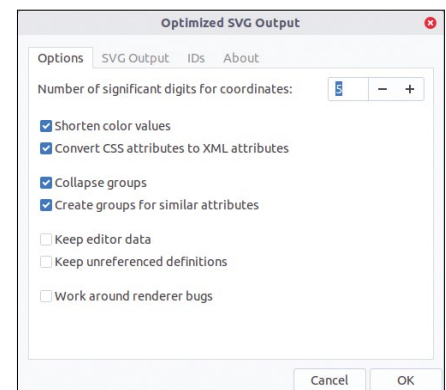 Optimized SVG Output
Options SVG Output IDs About
Number of significant digits for coordinates: 5 − +
Shorten color values
Convert CSS attributes to XML attributes
Collapse groups
Create groups for similar attributes
Keep editor data
Keep unreferenced definitions
Work around renderer bugs
Cancel OK